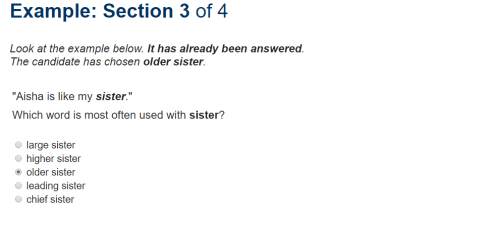 Example: Section 3 of 4
Look at the example below. It has already been answered.
The candidate has chosen older sister.
"Aisha is like my sister."
Which word is most often used with sister?
large sister
higher sister
older sister
leading sister
chief sister